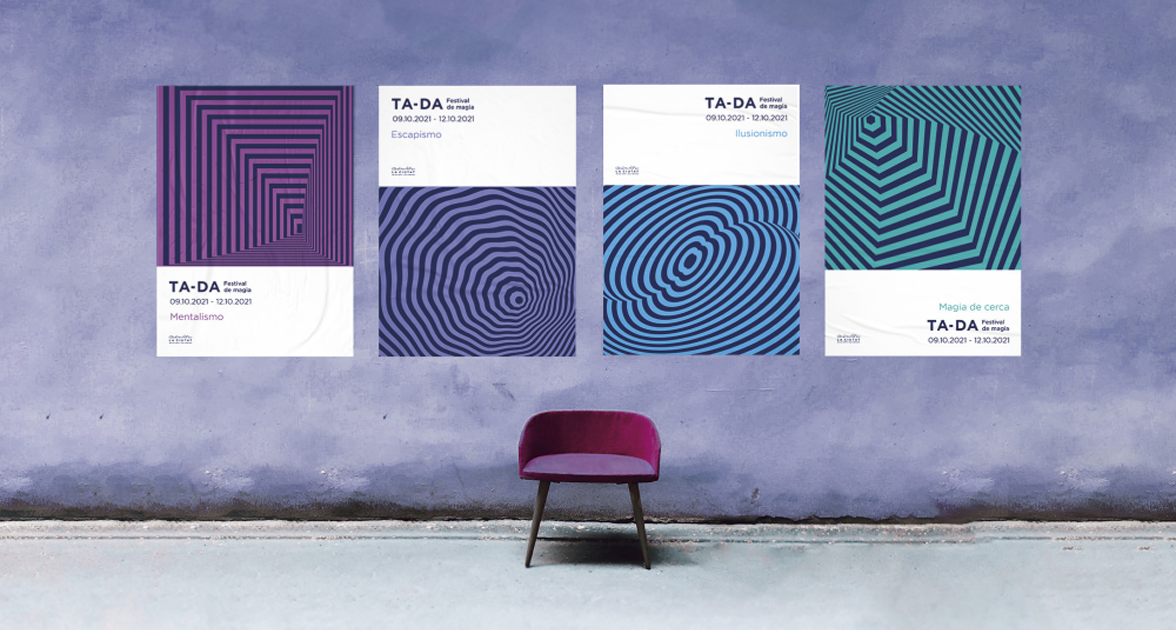 TA-DA Festival
de magia
09.10.2021 - 12.10.2021
Mentalismo
TA-DA Festival
de magia
09.10.2021 - 12.10.2021
Escapismo
TA-DA Festival
de magia
09.10.2021 - 12.10.2021
Ilusionismo
Magia de cerca
TA-DA Festival
de magia
09.10.2021 - 12.10.2021